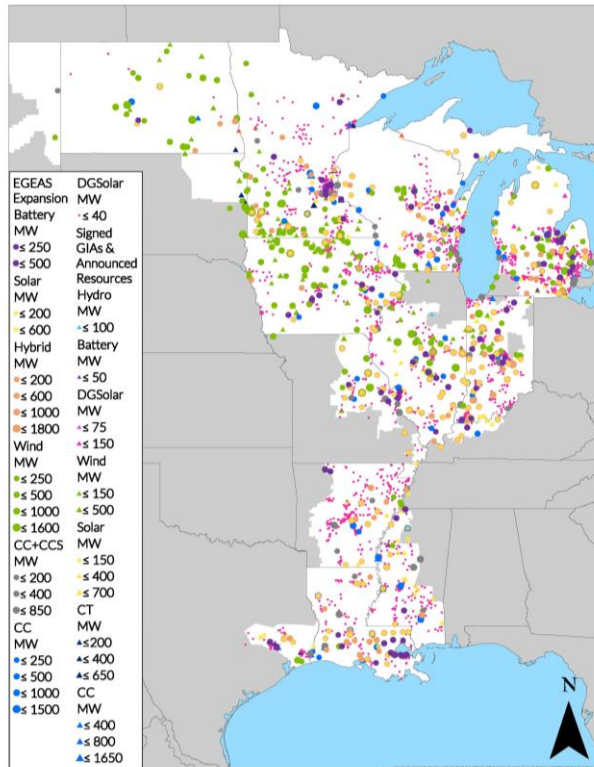 EGEAS
Expansion
Battery
MW
≤ 250
≤ 500
Solar
MW
≤ 200
≤ 600
Hybrid
MW
≤ 200
≤ 600
≤ 1000
≤ 1800
Wind
MW
≤ 250
≤ 500
≤ 1000
≤ 1600
CC+CCS
MW
≤ 200
≤ 400
≤ 850
CC
MW
≤ 250
≤ 500
≤ 1000
≤ 1500
DGSolar
MW
≤ 40
Signed
GIAs &
Announced
Resources
Hydro
MW
≤ 100
Battery
MW
≤ 50
DGSolar
MW
≤ 75
≤ 150
Wind
MW
≤ 150
≤ 500
Solar
MW
≤ 150
≤ 400
≤ 700
CT
MW
≤200
≤ 400
≤ 650
CC
MW
≤ 400
≤ 800
≤ 1650
N